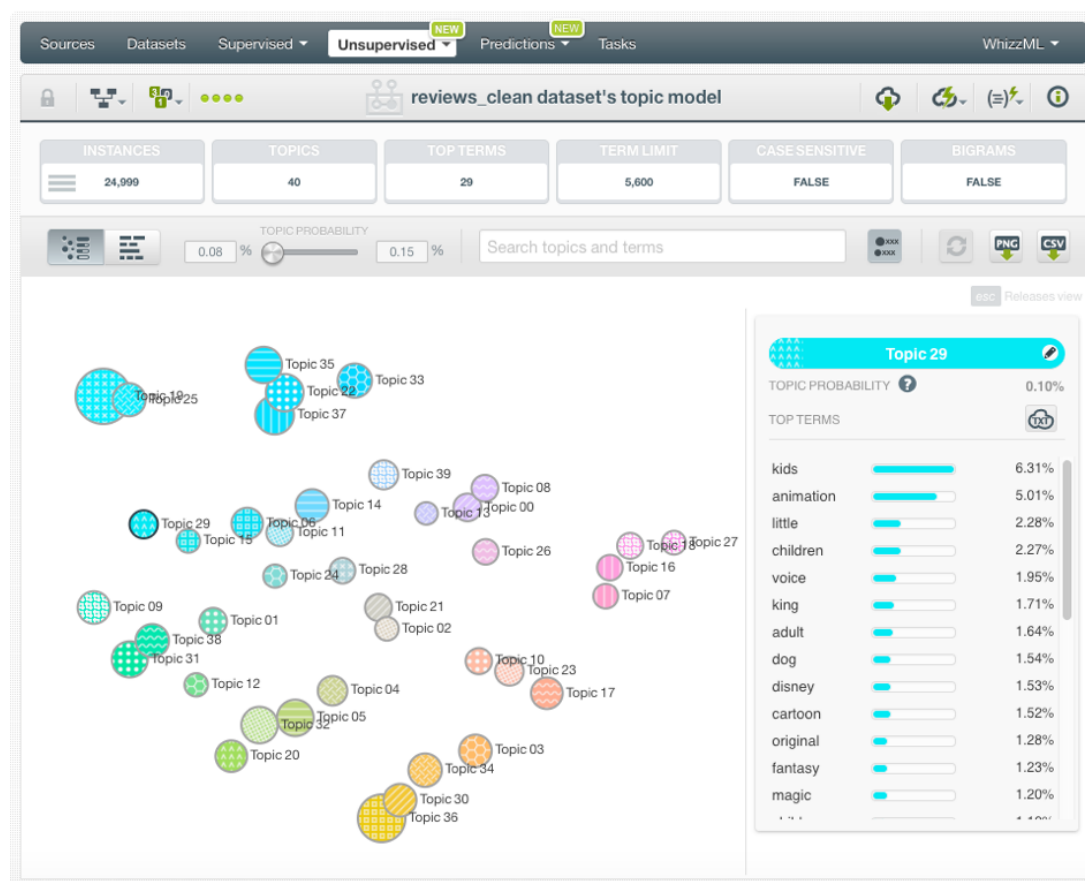 NEW NEW
Sources Datasets Supervised Unsupervised Predictions Tasks WhizzML
reviews_clean dataset's topic model
INSTANCES TOPICS TOP TERMS TERM LIMIT CASE SENSITIVE BIGRAMS
24,999 40 29 5,600 FALSE FALSE
TOPIC PROBABILITY
0.08 % 0.15 % Search topics and terms xxx xxx PNG CSV
esc Releases view
Topic 29
TOPIC PROBABILITY ? 0.10%
TOP TERMS TXT
kids 6.31%
animation 5.01%
little 2.28%
children 2.27%
voice 1.95%
king 1.71%
adult 1.64%
dog 1.54%
disney 1.53%
cartoon 1.52%
original 1.28%
fantasy 1.23%
magic 1.20%
Topic 35
Topic 33
Topic 22
Topic 19
Topic 25
Topic 37
Topic 39
Topic 08
Topic 14
Topic 00
Topic 13
Topic 29
Topic 06
Topic 11
Topic 15
Topic 18
Topic 27
Topic 26
Topic 16
Topic 28
Topic 24
Topic 07
Topic 09
Topic 21
Topic 01
Topic 02
Topic 38
Topic 31
Topic 10
Topic 23
Topic 12
Topic 04
Topic 17
Topic 05
Topic 32
Topic 20
Topic 03
Topic 34
Topic 30
Topic 36